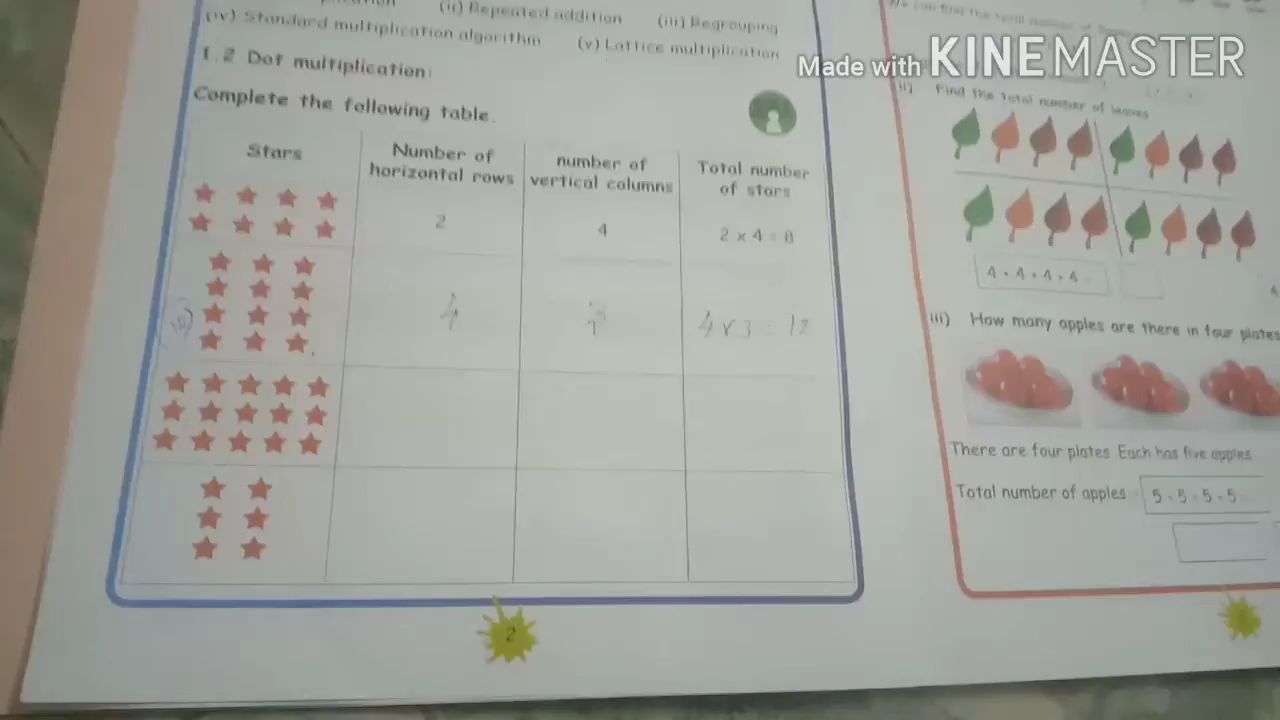 (ii) Repeated addition (iii) Regrouping
(iv) Standard multiplication algorithm (v) Lattice multiplication
1.2 Dot multiplication:
Complete the following table.
Stars
Number of horizontal rows
number of vertical columns
Total number of stars
2 4 2 x 4 = 8
4 3 4 x 3 = 12
2
Made with KINEMASTER
ii) Find the total number of leaves
4 + 4 + 4 + 4
iii) How many apples are there in four plates
There are four plates Each has five apples
Total number of apples = 5 + 5 + 5 + 5